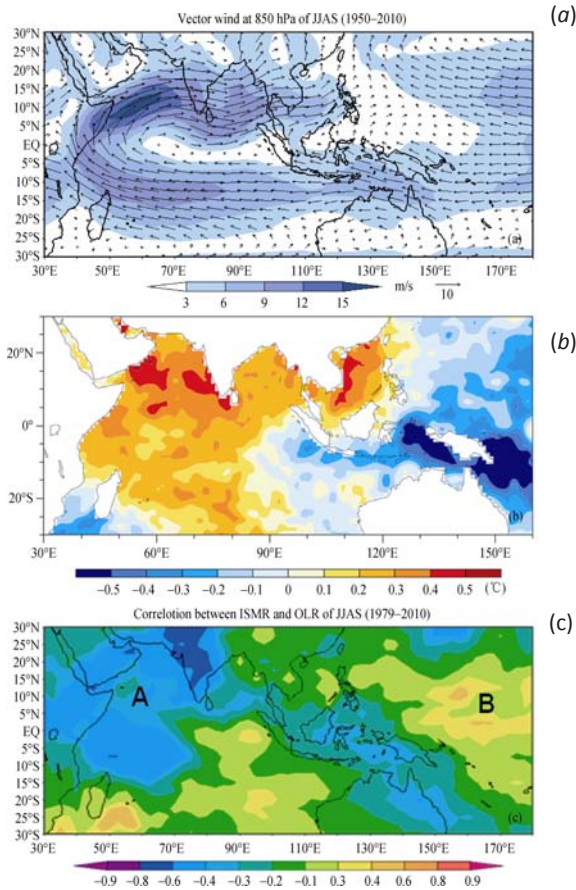 (a)
Vector wind at 850 hPa of JJAS (1950–2010)
30°N
25°N
20°N
15°N
10°N
5°N
EQ
5°S
10°S
15°S
20°S
25°S
30°S
(a)
30°E 50°E 70°E 90°E 110°E 130°E 150°E 170°E
3 6 9 12 15 m/s 10
(b)
20°N
0°
20°S
(b)
30°E 60°E 90°E 120°E 150°E
−0.5 −0.4 −0.3 −0.2 −0.1 0 0.1 0.2 0.3 0.4 0.5 (°C)
(c)
Correlotion between ISMR and OLR of JJAS (1979–2010)
30°N
25°N
20°N
15°N
10°N
5°N
EQ
5°S
10°S
15°S
20°S
25°S
30°S
A
B
(c)
30°E 50°E 70°E 90°E 110°E 130°E 150°E 170°E
−0.9 −0.8 −0.6 −0.4 −0.3 −0.2 −0.1 0.3 0.4 0.6 0.8 0.9